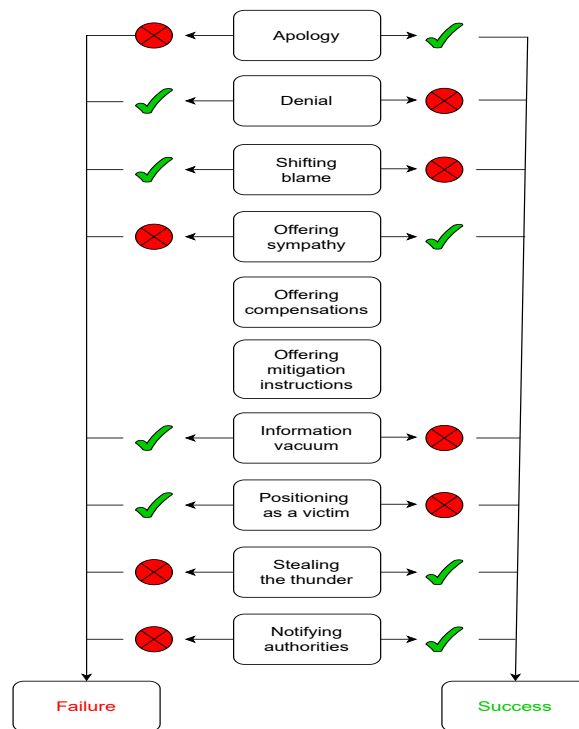 Apology
Denial
Shifting
blame
Offering
sympathy
Offering
compensations
Offering
mitigation
instructions
Information
vacuum
Positioning
as a victim
Stealing
the thunder
Notifying
authorities
Failure
Success